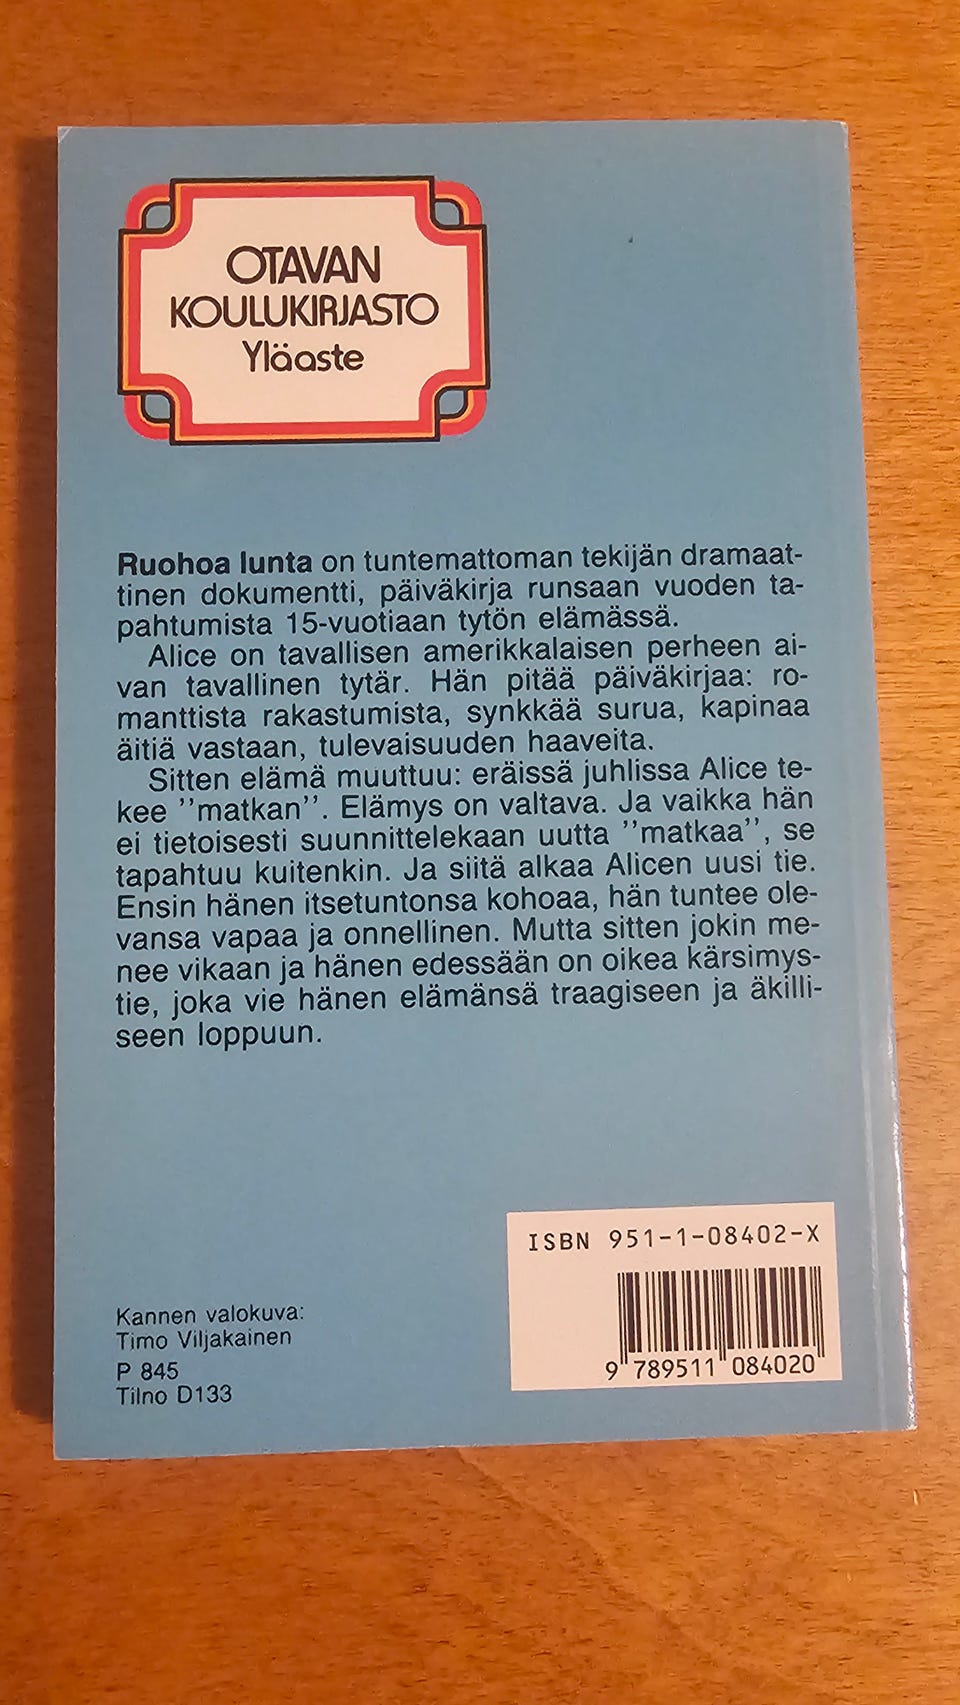 OTAVAN
KOULUKIRJASTO
Yläaste
Ruohoa lunta on tuntemattoman tekijän dramaat-
tinen dokumentti, päiväkirja runsaan vuoden ta-
pahtumista 15-vuotiaan tytön elämässä.
Alice on tavallisen amerikkalaisen perheen ai-
van tavallinen tytär. Hän pitää päiväkirjaa: ro-
manttista rakastumista, synkkää surua, kapinaa
äitiä vastaan, tulevaisuuden haaveita.
Sitten elämä muuttuu: eräissä juhlissa Alice te-
kee ''matkan''. Elämys on valtava. Ja vaikka hän
ei tietoisesti suunnittelekaan uutta ''matkaa'', se
tapahtuu kuitenkin. Ja siitä alkaa Alicen uusi tie.
Ensin hänen itsetuntonsa kohoaa, hän tuntee ole-
vansa vapaa ja onnellinen. Mutta sitten jokin me-
nee vikaan ja hänen edessään on oikea kärsimys-
tie, joka vie hänen elämänsä traagiseen ja äkilli-
seen loppuun.
ISBN 951-1-08402-X
9 789511 084020
Kannen valokuva:
Timo Viljakainen
P 845
Tilno D133